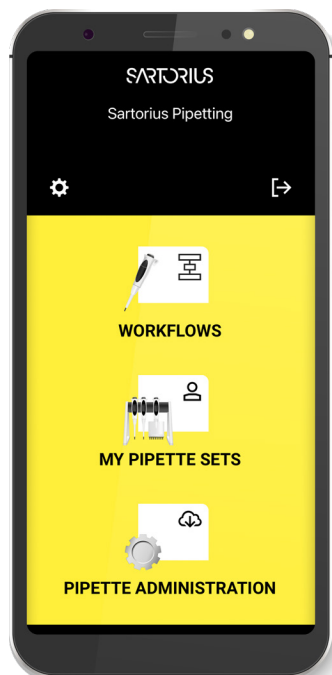 SARTORIUS
Sartorius Pipetting
WORKFLOWS
MY PIPETTE SETS
PIPETTE ADMINISTRATION